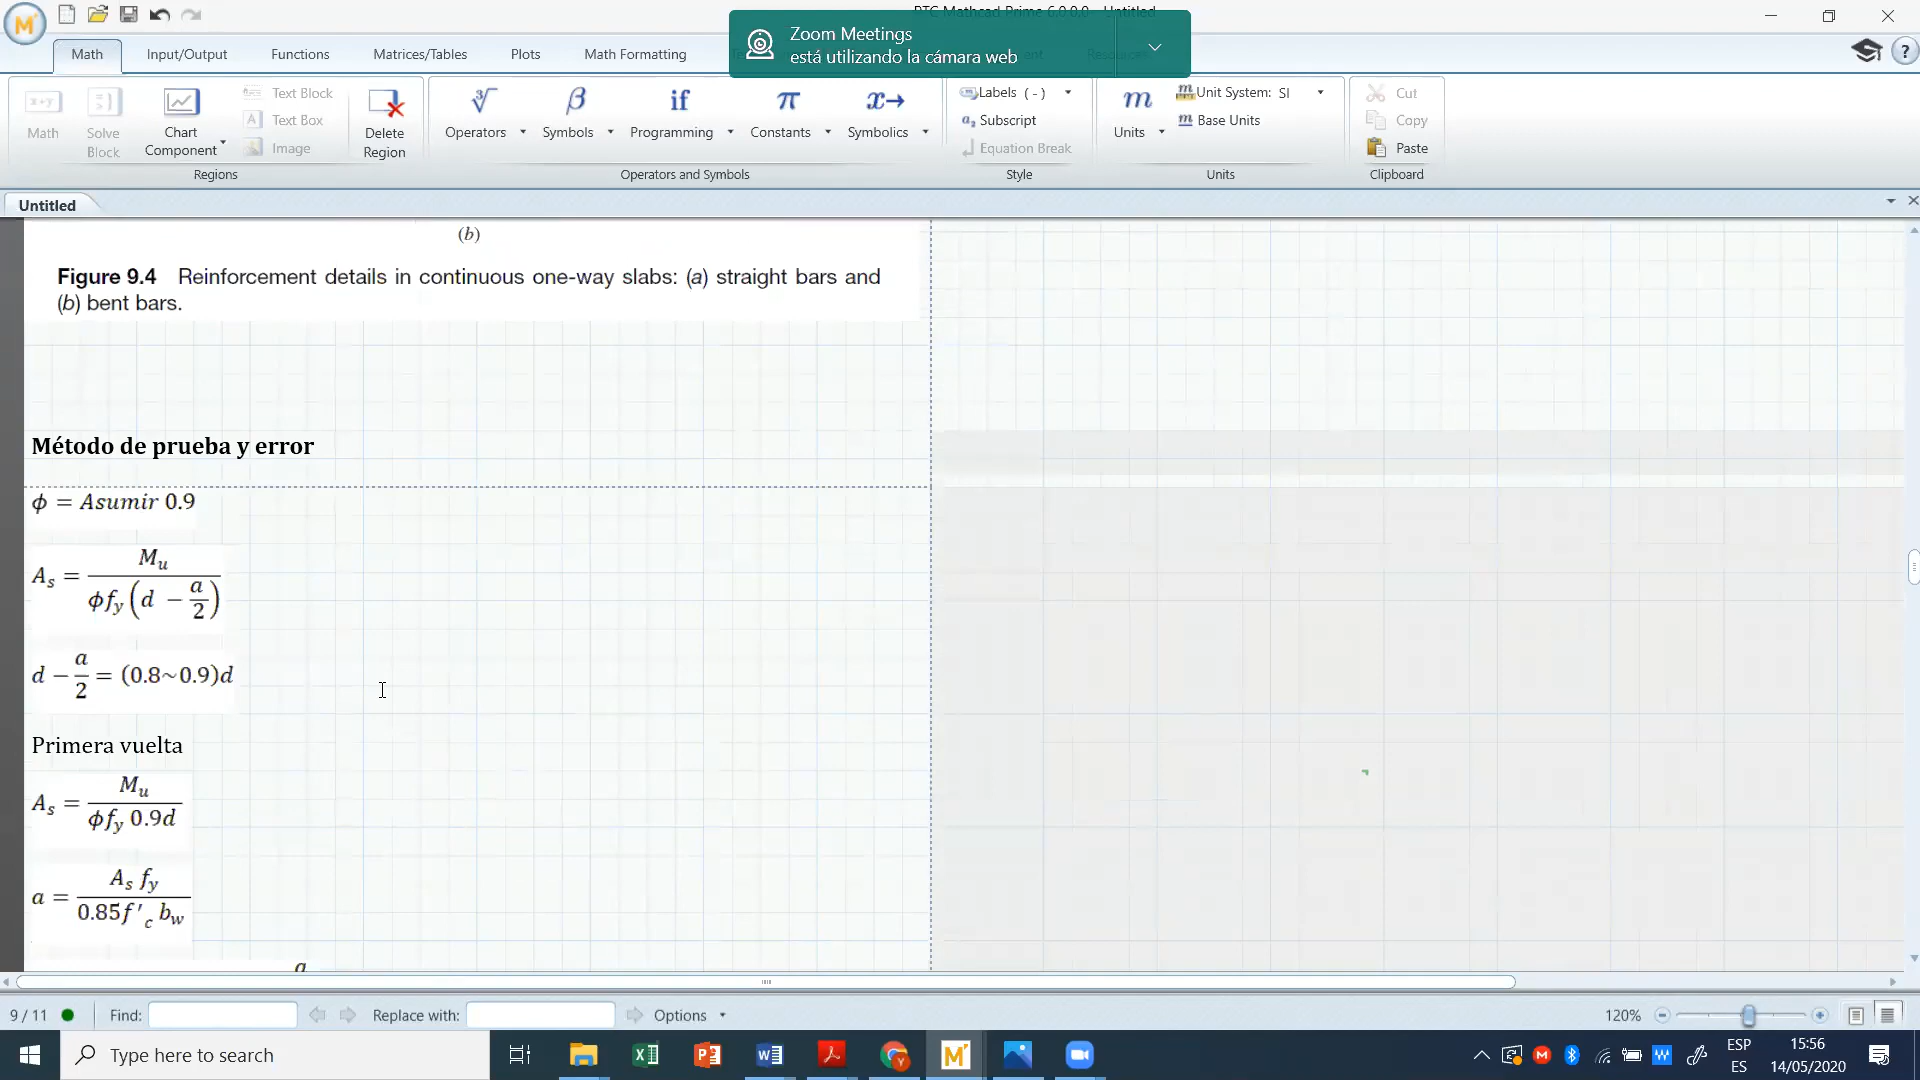 PTC Mathcad Prime 6.0.0.0 - Untitled
Zoom Meetings
está utilizando la cámara web
Math
Input/Output
Functions
Matrices/Tables
Plots
Math Formatting
x+y
Math
Solve
Block
Chart
Component
Text Block
Text Box
Image
Delete
Region
Regions
Operators
β
Symbols
if
Programming
π
Constants
x→
Symbolics
Operators and Symbols
Labels ( - )
Subscript
Equation Break
Style
m
Units
Unit System: SI
Base Units
Units
Cut
Copy
Paste
Clipboard
Untitled
(b)
Figure 9.4 Reinforcement details in continuous one-way slabs: (a) straight bars and
(b) bent bars.
Método de prueba y error
ϕ = Asumir 0.9
A_s = M_u / (ϕf_y (d − a/2))
d − a/2 = (0.8~0.9)d
Primera vuelta
A_s = M_u / (ϕf_y 0.9d)
a = A_s f_y / (0.85f'_c b_w)
a
9 / 11
Find:
Replace with:
Options
120%
Type here to search
ESP
ES
15:56
14/05/2020